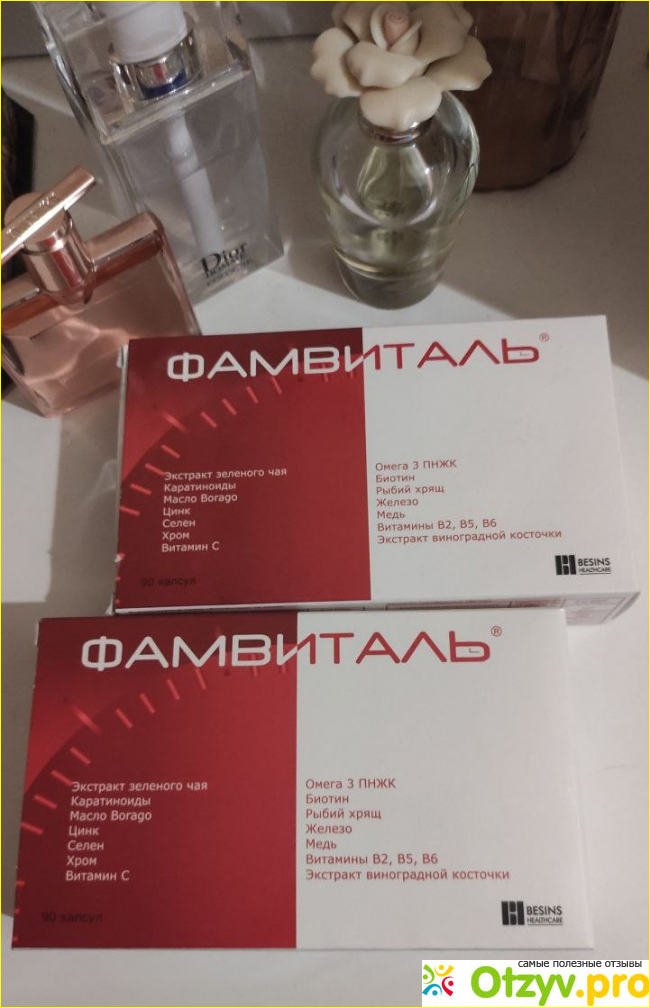 Dior
HOMME
COLOGNE
ФАМВИТАЛЬ®
Экстракт зеленого чая
Каратиноиды
Масло Borago
Цинк
Селен
Хром
Витамин С
90 капсул
Омега 3 ПНЖК
Биотин
Рыбий хрящ
Железо
Медь
Витамины В2, В5, В6
Экстракт виноградной косточки
BESINS
HEALTHCARE
ФАМВИТАЛЬ®
Экстракт зеленого чая
Каратиноиды
Масло Borago
Цинк
Селен
Хром
Витамин С
90 капсул
Омега 3 ПНЖК
Биотин
Рыбий хрящ
Железо
Медь
Витамины В2, В5, В6
Экстракт виноградной косточки
BESINS
HEALTHCARE
самые полезные отзывы
Otzyv.pro